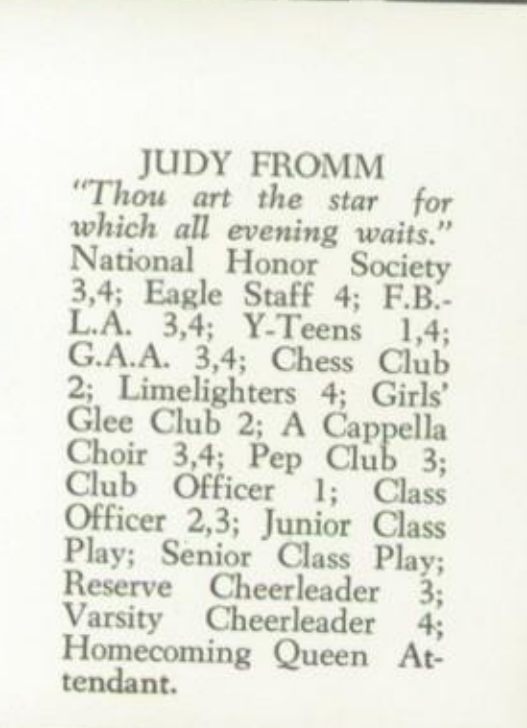 JUDY FROMM
"Thou art the star for
which all evening waits."
National Honor Society
3,4; Eagle Staff 4; F.B.-
L.A. 3,4; Y-Teens 1,4;
G.A.A. 3,4; Chess Club
2; Limelighters 4; Girls'
Glee Club 2; A Cappella
Choir 3,4; Pep Club 3;
Club Officer 1; Class
Officer 2,3; Junior Class
Play; Senior Class Play;
Reserve Cheerleader 3;
Varsity Cheerleader 4;
Homecoming Queen At-
tendant.